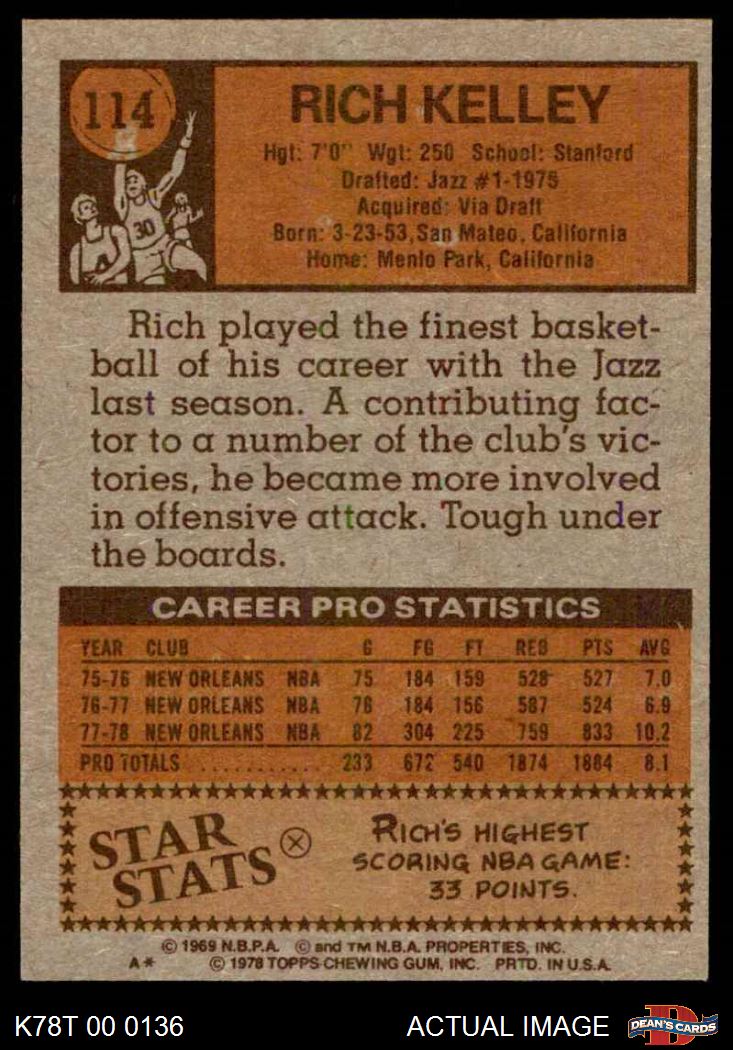 114
RICH KELLEY
Hgt: 7'0" Wgt: 250 School: Stanford
Drafted: Jazz #1-1975
Acquired: Via Draft
Born: 3-23-53, San Mateo, California
Home: Menlo Park, California
30
Rich played the finest basket-
ball of his career with the Jazz
last season. A contributing fac-
tor to a number of the club's vic-
tories, he became more involved
in offensive attack. Tough under
the boards.
CAREER PRO STATISTICS
YEAR CLUB G FG FT REB PTS AVG
75-76 NEW ORLEANS NBA 75 184 159 528 527 7.0
76-77 NEW ORLEANS NBA 76 184 156 587 524 6.9
77-78 NEW ORLEANS NBA 82 304 225 759 833 10.2
PRO TOTALS . . . . . . . . . . . . 233 672 540 1874 1884 8.1
STAR
STATS
RICH'S HIGHEST
SCORING NBA GAME:
33 POINTS.
© 1969 N.B.P.A. © and TM N.B.A. PROPERTIES, INC.
A* © 1978 TOPPS CHEWING GUM, INC. PRTD. IN U.S.A.
K78T 00 0136 ACTUAL IMAGE
D
DEAN'S CARDS